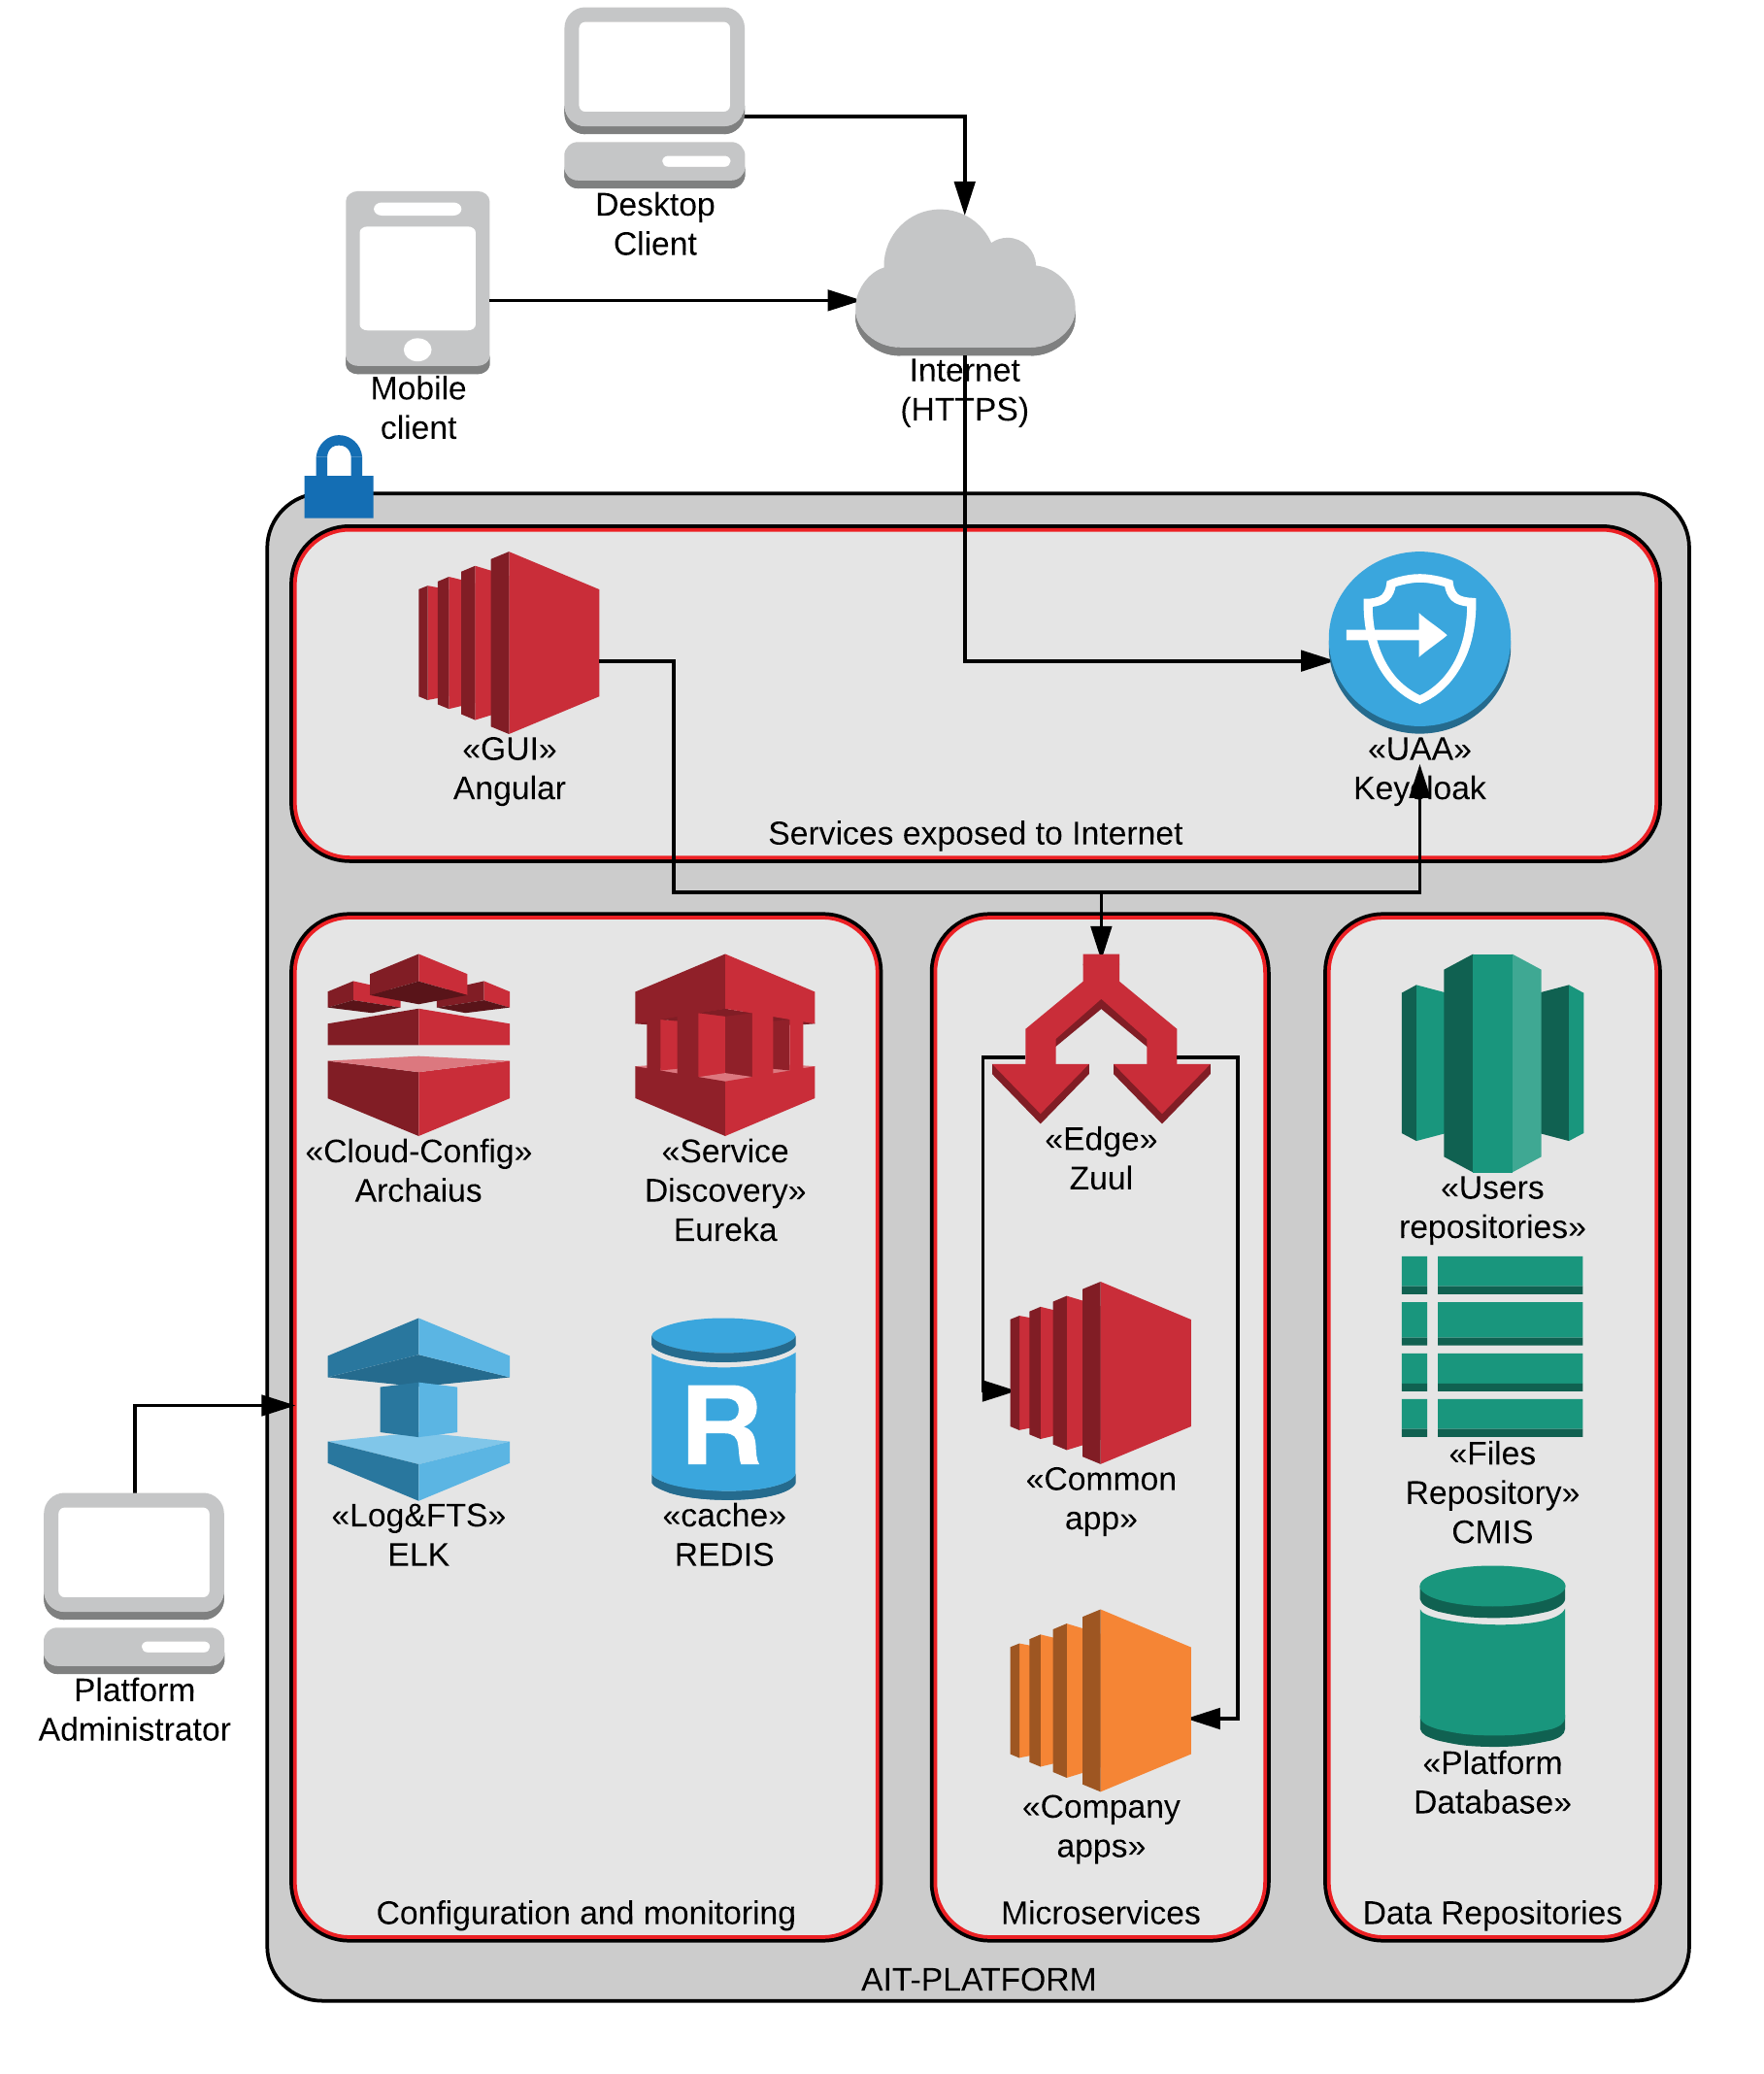 Desktop
Client
Mobile
client
Internet
(HTTPS)
«GUI»
Angular
«UAA»
Keycloak
Services exposed to Internet
«Cloud-Config»
Archaius
«Service
Discovery»
Eureka
«Edge»
Zuul
«Users
repositories»
«Log&FTS»
ELK
R
«cache»
REDIS
«Common
app»
«Files
Repository»
CMIS
Platform
Administrator
«Company
apps»
«Platform
Database»
Configuration and monitoring
Microservices
Data Repositories
AIT-PLATFORM